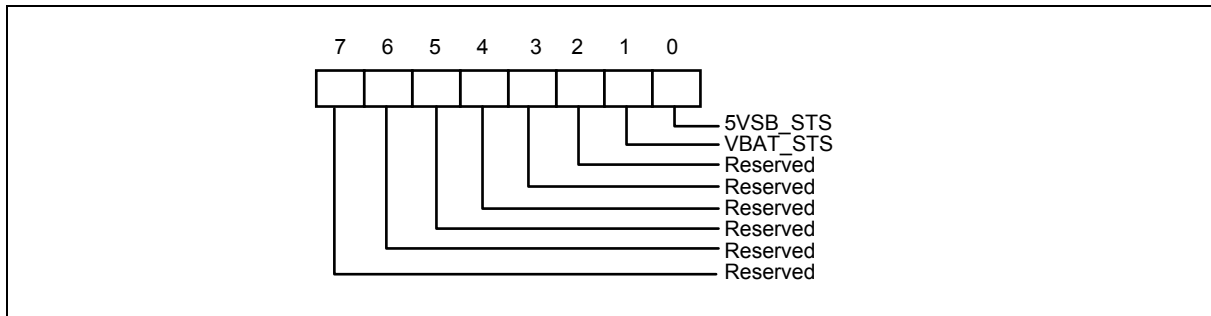 7 6 5 4 3 2 1 0
5VSB_STS
VBAT_STS
Reserved
Reserved
Reserved
Reserved
Reserved
Reserved